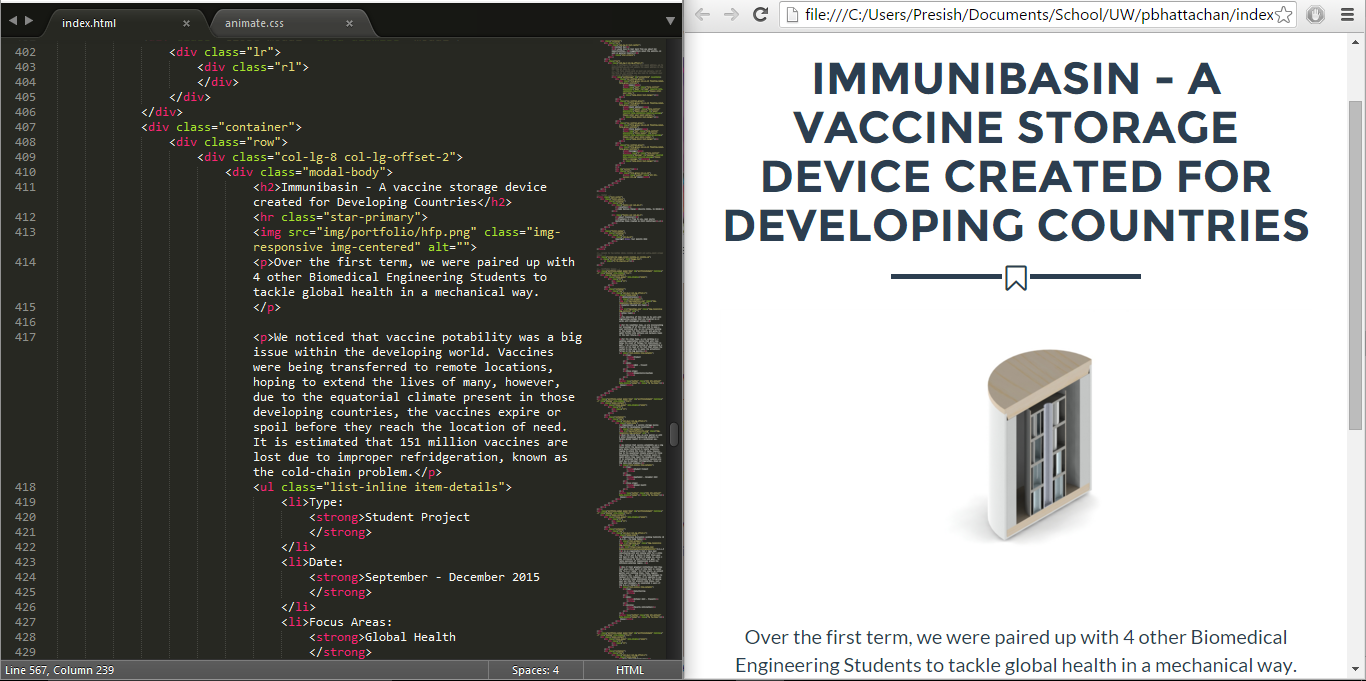 index.html × animate.css ×
402 <div class="lr">
403 <div class="rl">
404 </div>
405 </div>
406 </div>
407 <div class="container">
408 <div class="row">
409 <div class="col-lg-8 col-lg-offset-2">
410 <div class="modal-body">
411 <h2>Immunibasin - A vaccine storage device
created for Developing Countries</h2>
412 <hr class="star-primary">
413 <img src="img/portfolio/hfp.png" class="img-
responsive img-centered" alt="">
414 <p>Over the first term, we were paired up with
4 other Biomedical Engineering Students to
tackle global health in a mechanical way.
415 </p>
416
417 <p>We noticed that vaccine potability was a big
issue within the developing world. Vaccines
were being transferred to remote locations,
hoping to extend the lives of many, however,
due to the equatorial climate present in those
developing countries, the vaccines expire or
spoil before they reach the location of need.
It is estimated that 151 million vaccines are
lost due to improper refridgeration, known as
the cold-chain problem.</p>
418 <ul class="list-inline item-details">
419 <li>Type:
420 <strong>Student Project
421 </strong>
422 </li>
423 <li>Date:
424 <strong>September - December 2015
425 </strong>
426 </li>
427 <li>Focus Areas:
428 <strong>Global Health
429 </strong>
Line 567, Column 239 Spaces: 4 HTML
file:///C:/Users/Presish/Documents/School/UW/pbhattachan/index
IMMUNIBASIN - A
VACCINE STORAGE
DEVICE CREATED FOR
DEVELOPING COUNTRIES
Over the first term, we were paired up with 4 other Biomedical
Engineering Students to tackle global health in a mechanical way.